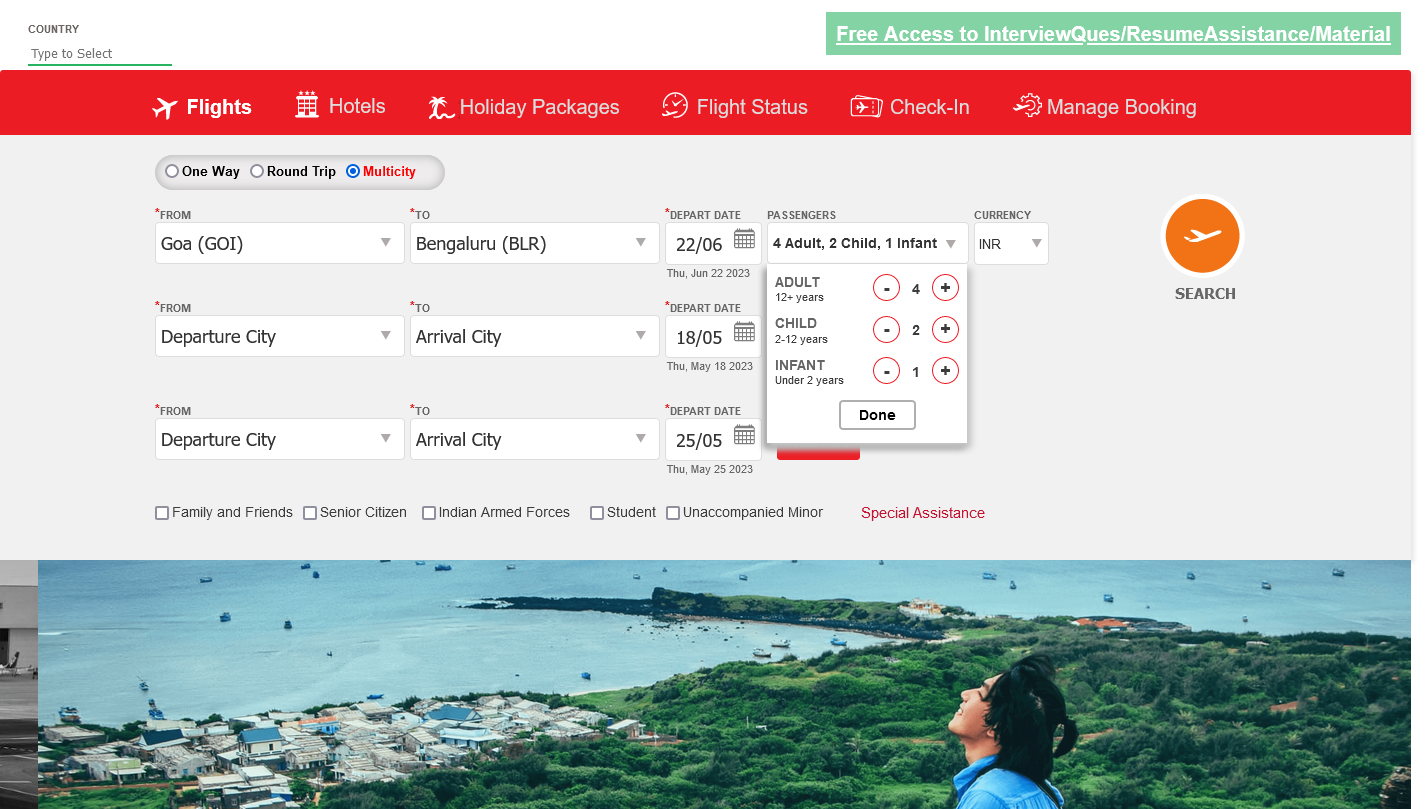 COUNTRY
Type to Select
Free Access to InterviewQues/ResumeAssistance/Material
Flights
Hotels
Holiday Packages
Flight Status
Check-In
Manage Booking
One Way
Round Trip
Multicity
*FROM
*TO
*DEPART DATE
PASSENGERS
CURRENCY
Goa (GOI)
Bengaluru (BLR)
22/06
4 Adult, 2 Child, 1 Infant
INR
Thu, Jun 22 2023
SEARCH
ADULT
12+ years
- 4 +
CHILD
2-12 years
- 2 +
INFANT
Under 2 years
- 1 +
Done
*FROM
*TO
*DEPART DATE
Departure City
Arrival City
18/05
Thu, May 18 2023
*FROM
*TO
*DEPART DATE
Departure City
Arrival City
25/05
Thu, May 25 2023
Family and Friends
Senior Citizen
Indian Armed Forces
Student
Unaccompanied Minor
Special Assistance